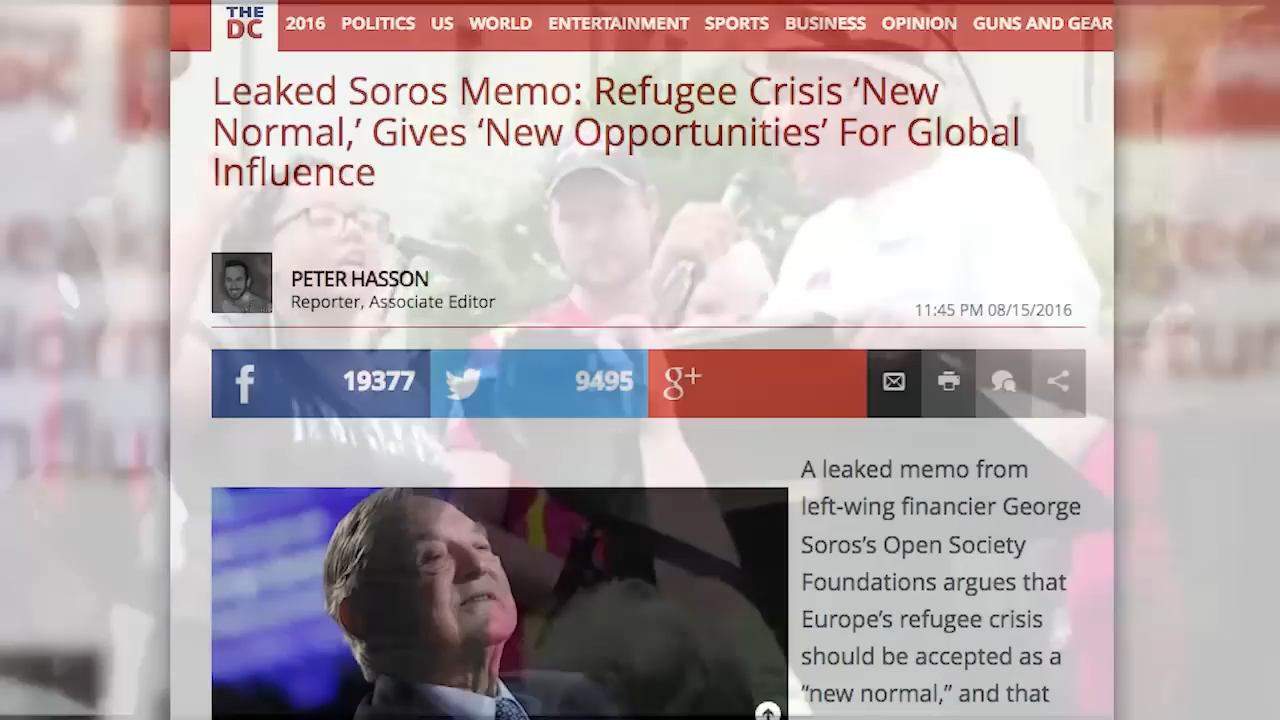 THE
DC
2016 POLITICS US WORLD ENTERTAINMENT SPORTS BUSINESS OPINION GUNS AND GEAR
Leaked Soros Memo: Refugee Crisis ‘New
Normal,’ Gives ‘New Opportunities’ For Global
Influence
PETER HASSON
Reporter, Associate Editor
11:45 PM 08/15/2016
f 19377 9495 g+
A leaked memo from
left-wing financier George
Soros’s Open Society
Foundations argues that
Europe’s refugee crisis
should be accepted as a
“new normal,” and that